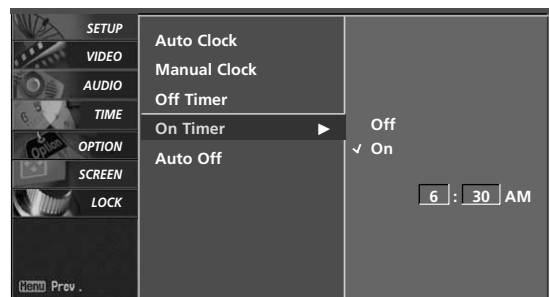 SETUP
VIDEO
AUDIO
TIME
OPTION
SCREEN
LOCK
Menu Prev.
Auto Clock
Manual Clock
Off Timer
On Timer ►
Auto Off
Off
✓ On
6 : 30 AM